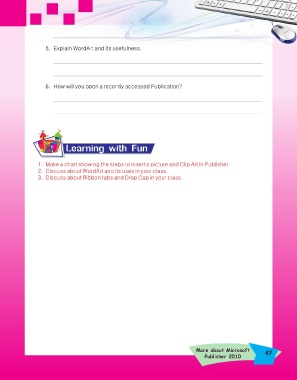 5. Explain WordArt and its usefulness.
6. How will you open a recently accessed Publication?
Learning with Fun
1. Make a chart showing the steps to insert a picture and Clip Art in Publisher.
2. Discuss about WordArt and its uses in your class.
3. Discuss about Ribbon tabs and Drop Cap in your class.
More about Microsoft
Publisher 2010
47